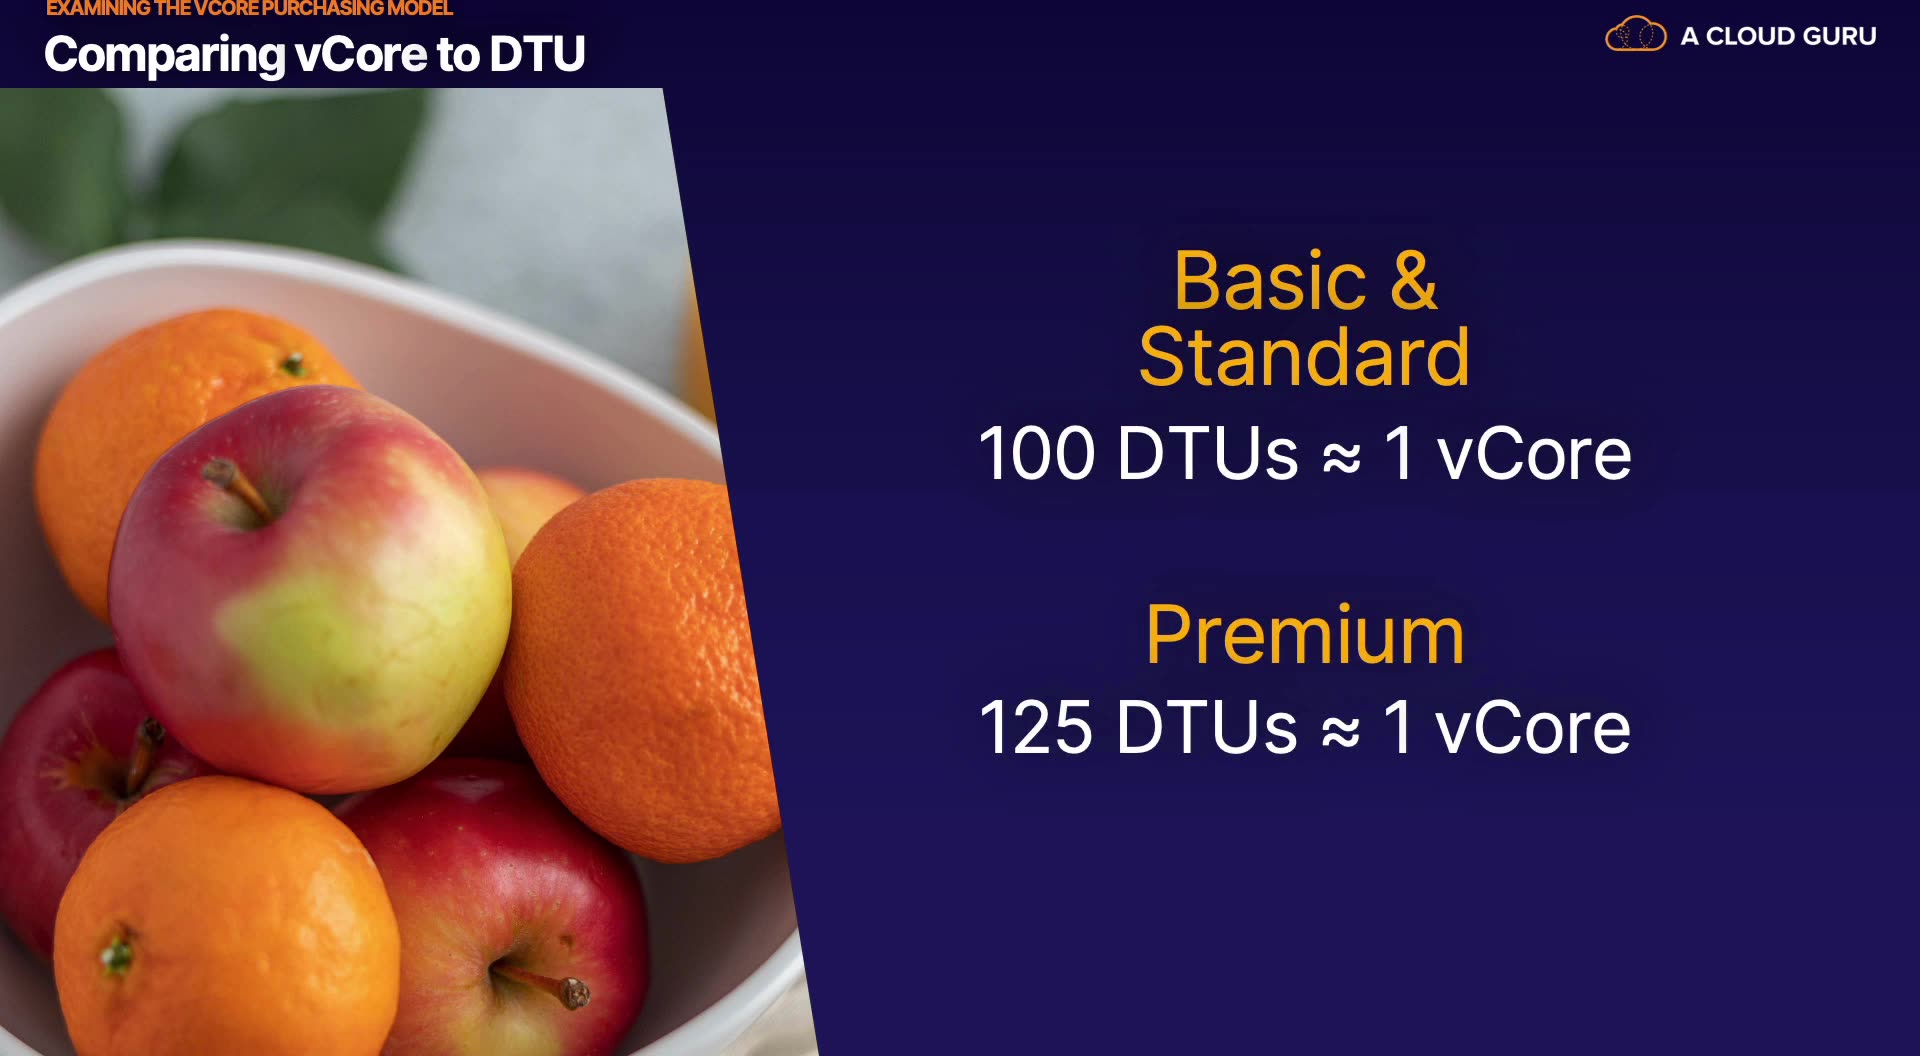 EXAMINING THE VCORE PURCHASING MODEL
Comparing vCore to DTU
A CLOUD GURU
Basic &
Standard
100 DTUs ≈ 1 vCore
Premium
125 DTUs ≈ 1 vCore